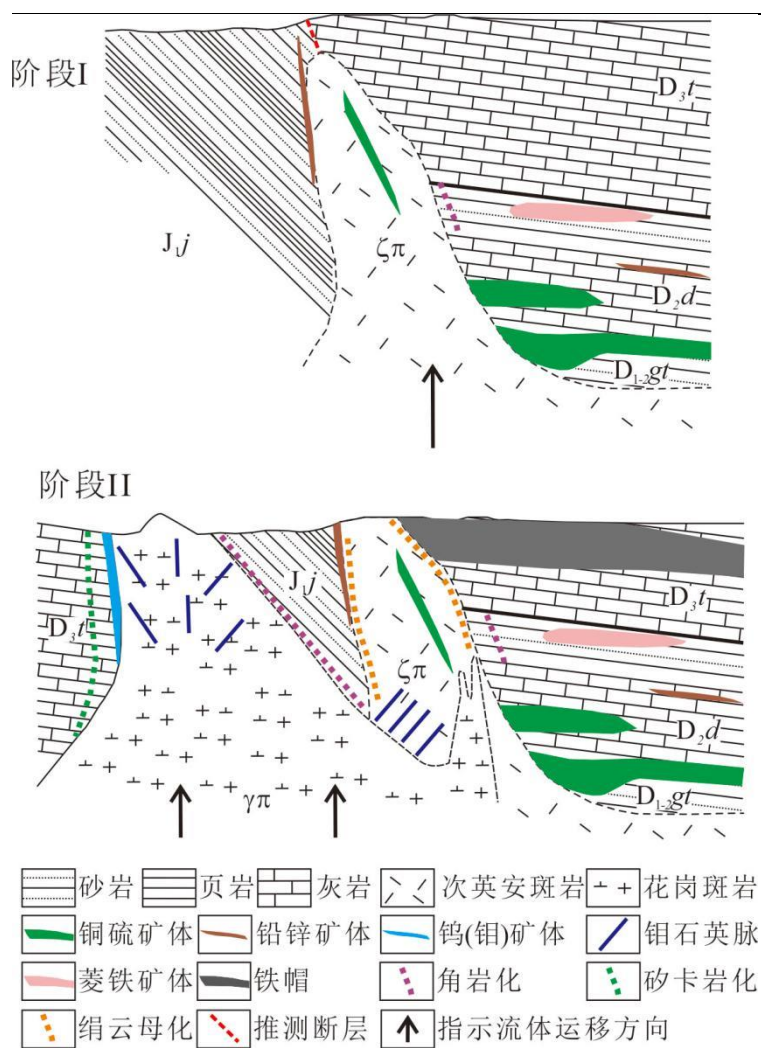 阶段I
D₃t
J₁j
ζπ
D₂d
D₁₋₂gt
阶段II
J₁j
D₃t
D₃t
ζπ
D₂d
γπ
D₁₋₂gt
砂岩 页岩 灰岩 次英安斑岩 花岗斑岩
铜硫矿体 铅锌矿体 钨(钼)矿体 钼石英脉
菱铁矿体 铁帽 角岩化 矽卡岩化
绢云母化 推测断层 指示流体运移方向